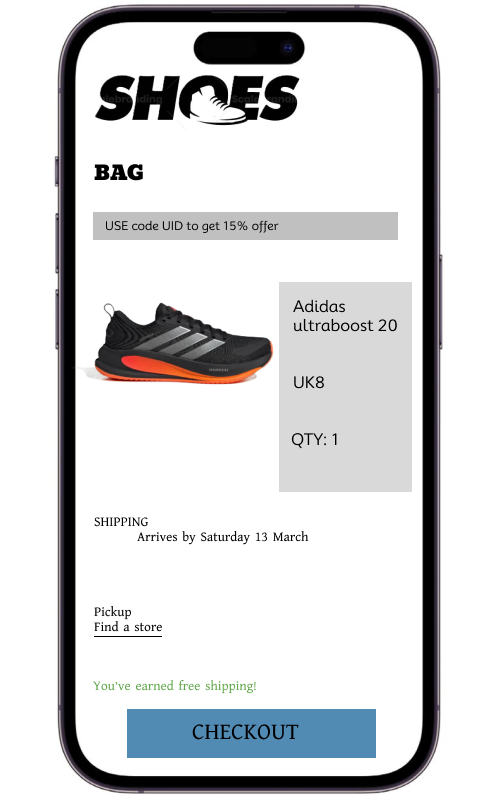 SHOES
BAG
USE code UID to get 15% offer
Adidas
ultraboost 20
UK8
QTY: 1
SHIPPING
Arrives by Saturday 13 March
Pickup
Find a store
You've earned free shipping!
CHECKOUT